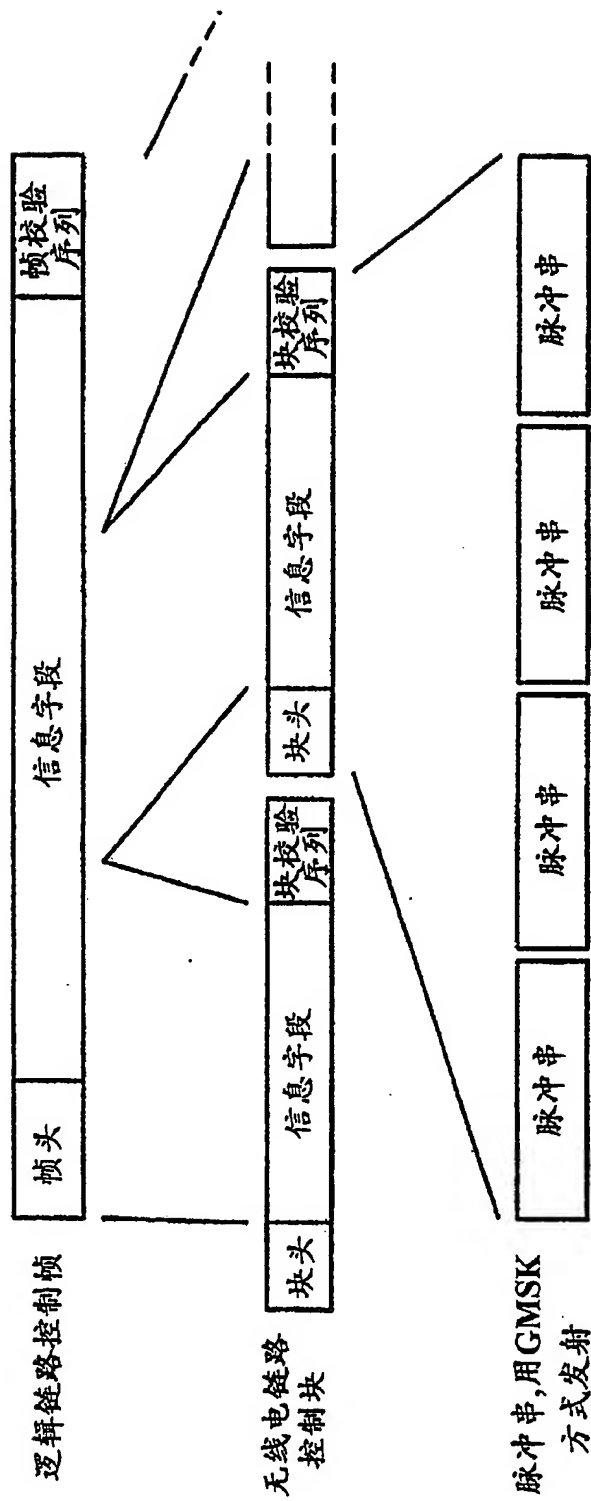 逻辑链路控制帧
帧头
信息字段
帧校验
序列
无线电链路
控制块
块头
信息字段
块校验
序列
块头
信息字段
块校验
序列
脉冲串,用GMSK
方式发射
脉冲串
脉冲串
脉冲串
脉冲串